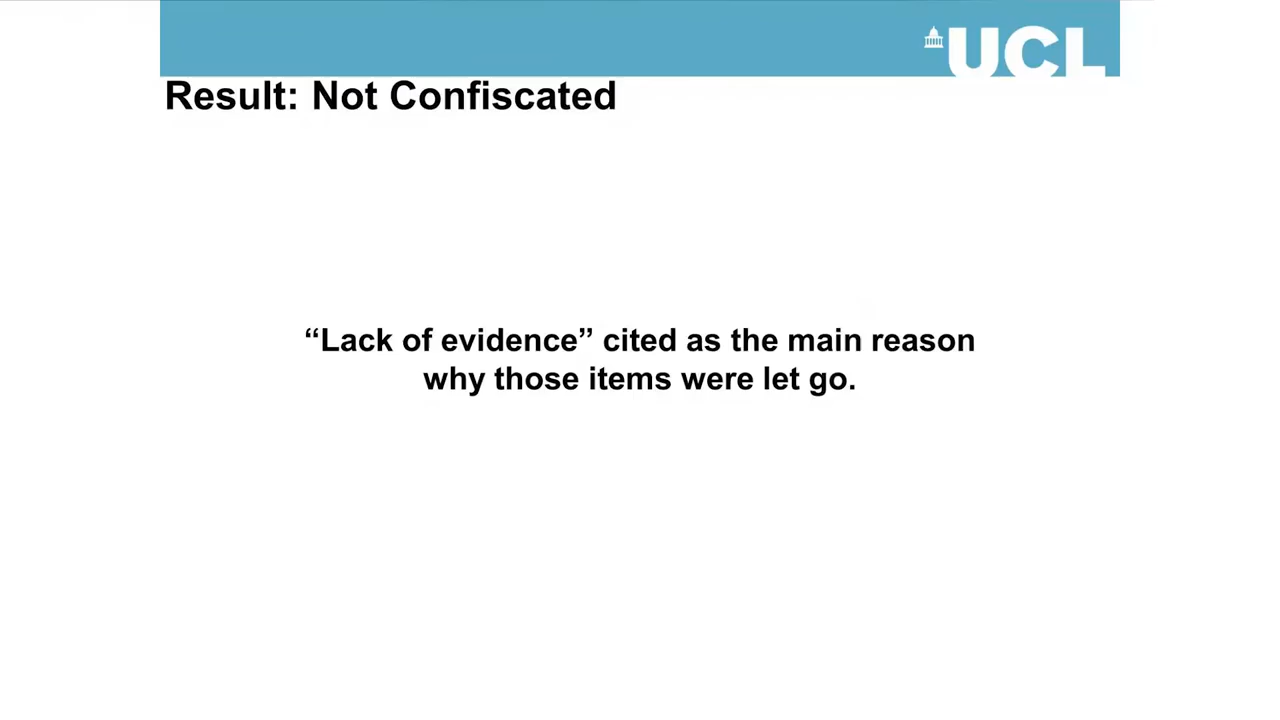 UCL
Result: Not Confiscated
“Lack of evidence” cited as the main reason
why those items were let go.